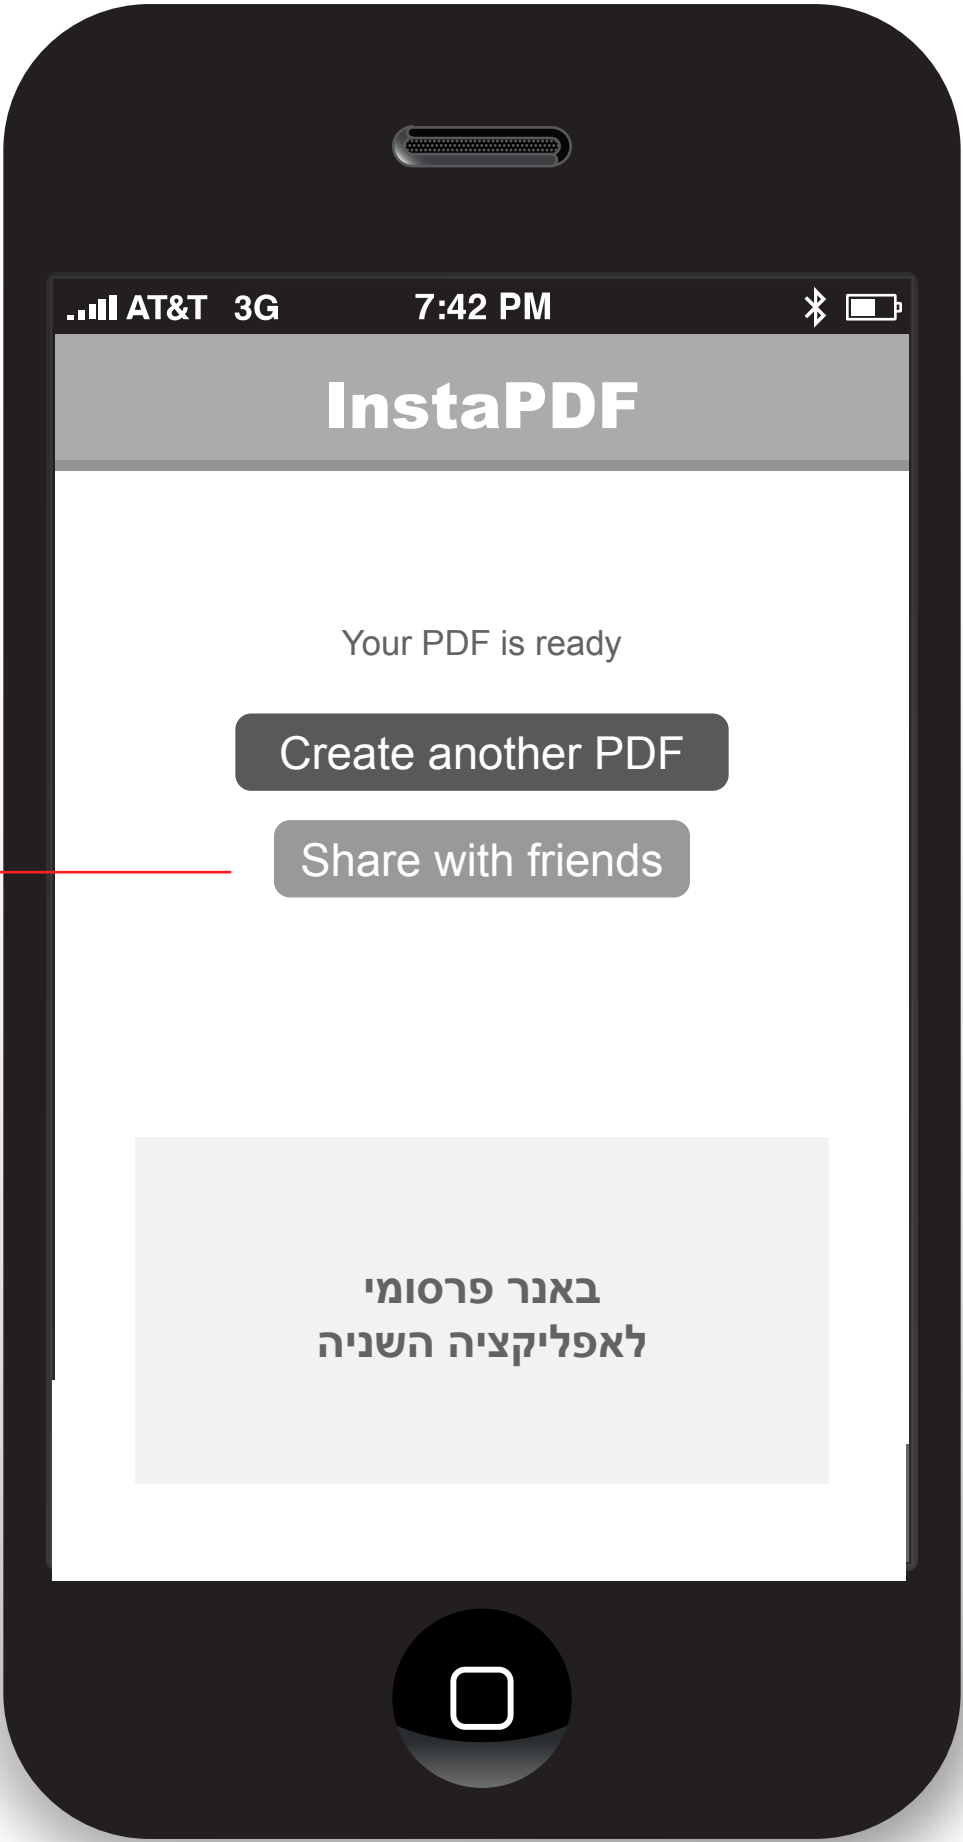 AT&T 3G 7:42 PM
InstaPDF
Your PDF is ready
Create another PDF
Share with friends
באנר פרסומי
לאפליקציה השניה